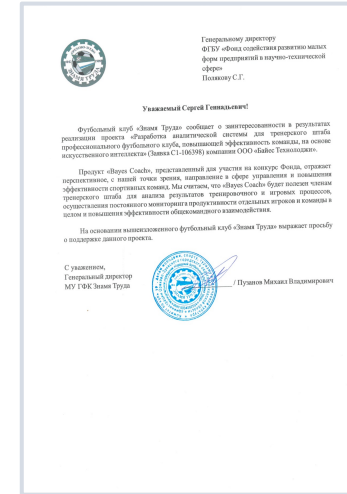 ЗНАМЯ ТРУДА
Генеральному директору
ФГБУ «Фонд содействия развитию малых
форм предприятий в научно-технической
сфере»
Полякову С.Г.
Уважаемый Сергей Геннадьевич!
Футбольный клуб «Знамя Труда» сообщает о заинтересованности в результатах
реализации проекта «Разработка аналитической системы для тренерского штаба
профессионального футбольного клуба, повышающей эффективность команды, на основе
искусственного интеллекта» (Заявка С1-106398) компании ООО «Байес Технолоджи».
Продукт «Bayes Coach», представленный для участия на конкурс Фонда, отражает
перспективное, с нашей точки зрения, направление в сфере управления и повышения
эффективности спортивных команд. Мы считаем, что «Bayes Coach» будет полезен членам
тренерского штаба для анализа результатов тренировочного и игровых процессов,
осуществления постоянного мониторинга продуктивности отдельных игроков и команды в
целом и повышения эффективности общекомандного взаимодействия.
На основании вышеизложенного футбольный клуб «Знамя Труда» выражает просьбу
о поддержке данного проекта.
С уважением,
Генеральный директор
МУ ГФК Знамя Труда
/ Пузанов Михаил Владимирович